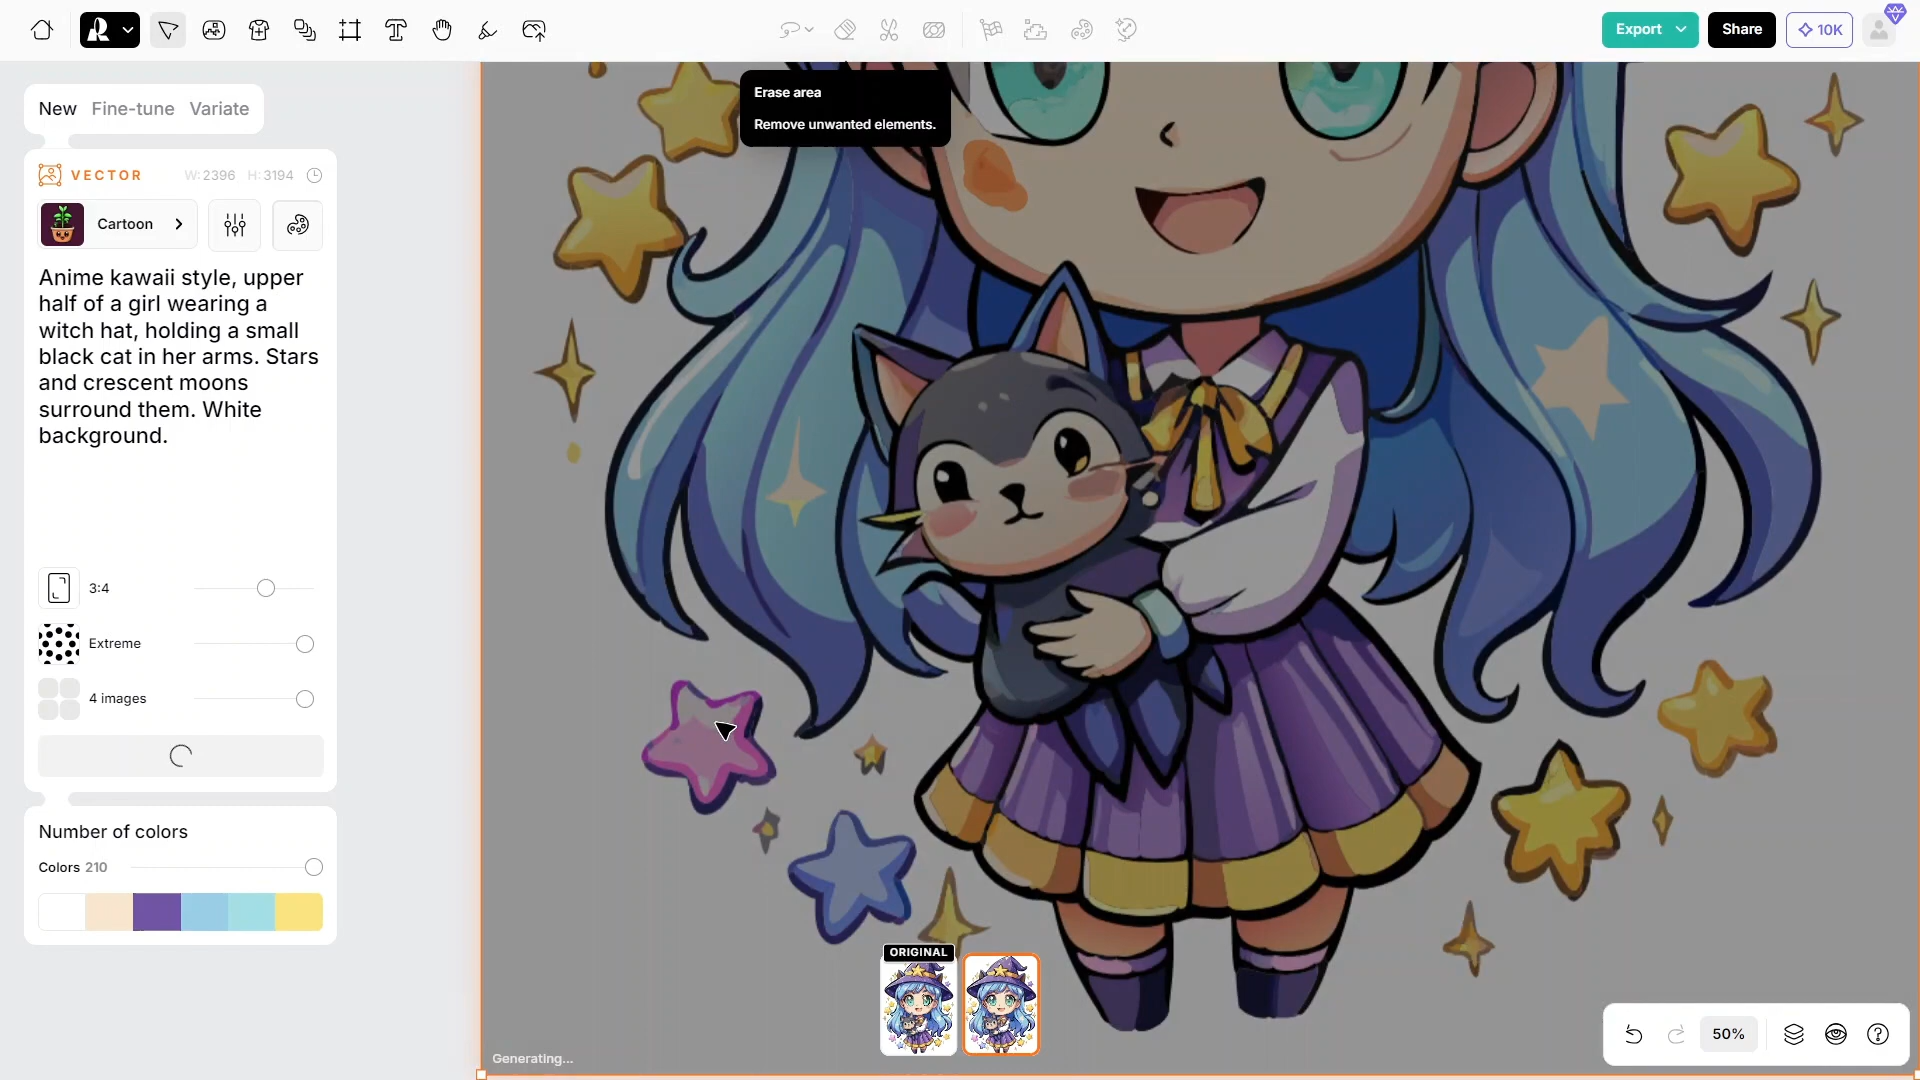 Export
Share
10K
Erase area
Remove unwanted elements.
New Fine-tune Variate
VECTOR W: 2396 H: 3194
Cartoon
Anime kawaii style, upper
half of a girl wearing a
witch hat, holding a small
black cat in her arms. Stars
and crescent moons
surround them. White
background.
3:4
Extreme
4 images
Number of colors
Colors 210
ORIGINAL
Generating...
50%